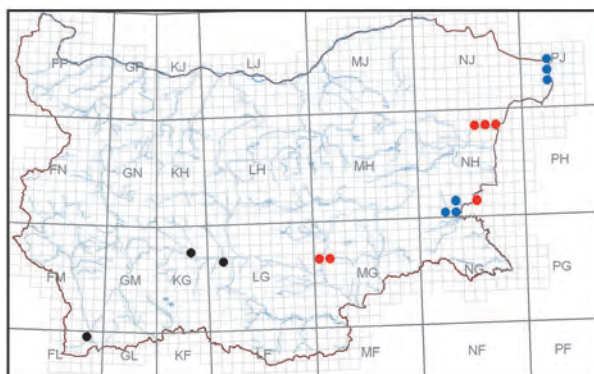 FP GP KJ LJ MJ NJ PJ
FN GN KH LH MH NH PH
FM GM KG LG MG NG PG
FL GL KF LF MF NF PF